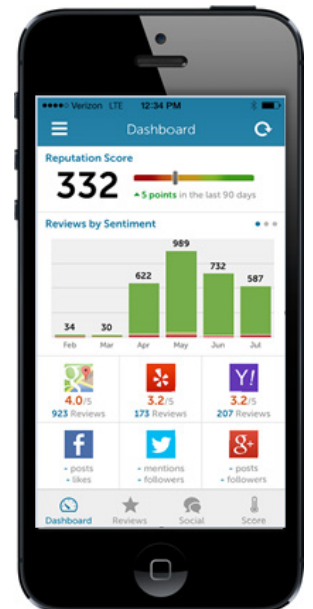 Verizon LTE 12:34 PM
Dashboard
Reputation Score
332
5 points in the last 90 days
Reviews by Sentiment
989
732
622
587
34
30
Feb Mar Apr May Jun Jul
Y!
4.0/5 3.2/5 3.2/5
923 Reviews 173 Reviews 207 Reviews
f g+
- posts - mentions - posts
- likes - followers - followers
Dashboard Reviews Social Score